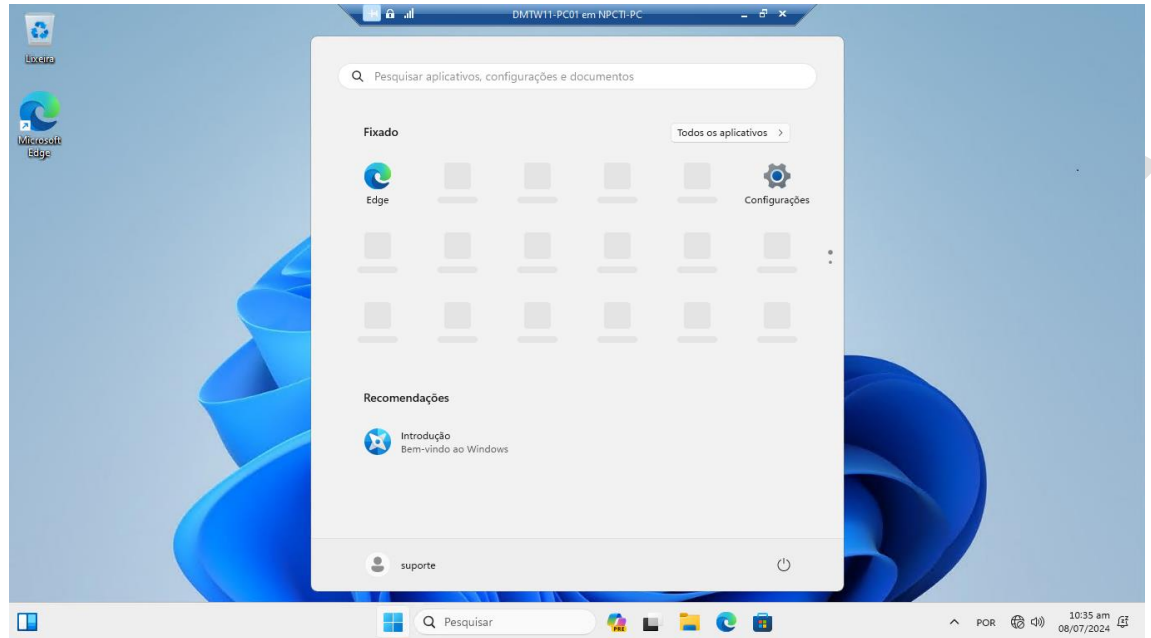 DMTW11-PC01 em NPCTI-PC
Lixeira
Microsoft
Edge
Pesquisar aplicativos, configurações e documentos
Fixado
Todos os aplicativos
Edge
Configurações
Recomendações
Introdução
Bem-vindo ao Windows
suporte
Pesquisar
PRE
POR
10:35 am
08/07/2024